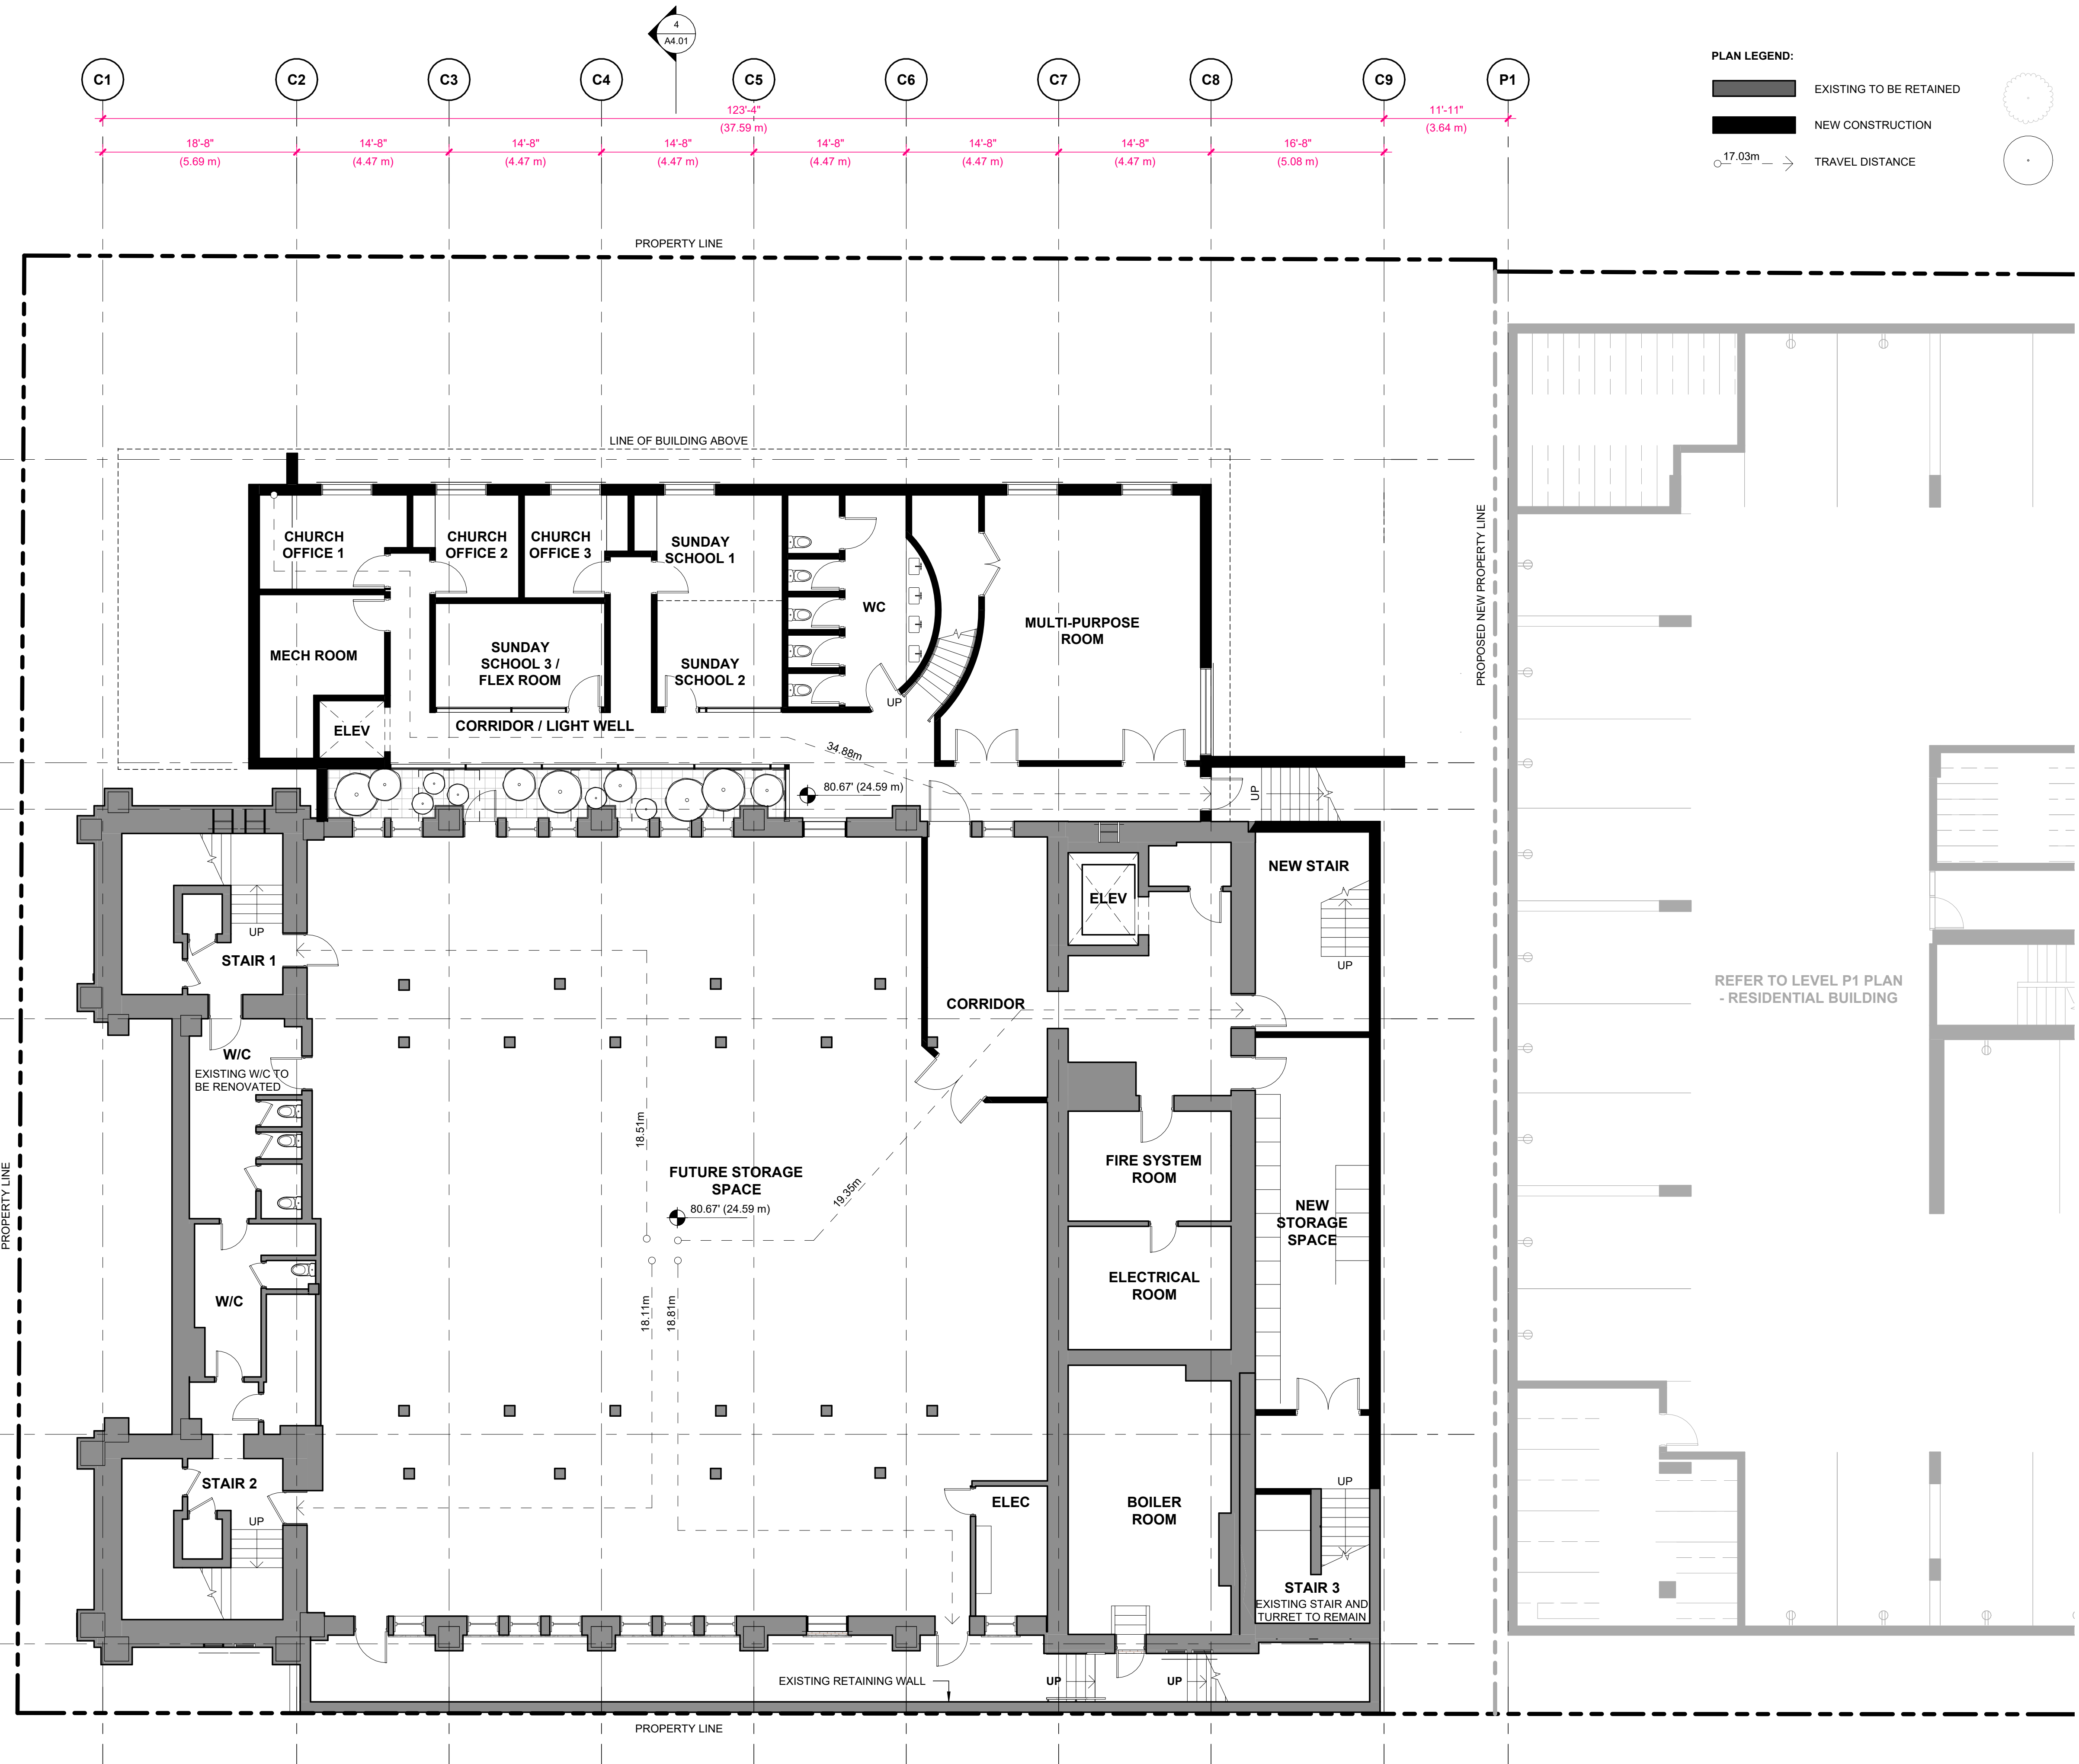 4
A4.01
C1
C2
C3
C4
C5
C6
C7
C8
C9
P1
PLAN LEGEND:
EXISTING TO BE RETAINED
NEW CONSTRUCTION
17.03m
TRAVEL DISTANCE
123'-4"
(37.59 m)
11'-11"
(3.64 m)
18'-8"
(5.69 m)
14'-8"
(4.47 m)
14'-8"
(4.47 m)
14'-8"
(4.47 m)
14'-8"
(4.47 m)
14'-8"
(4.47 m)
14'-8"
(4.47 m)
16'-8"
(5.08 m)
PROPERTY LINE
LINE OF BUILDING ABOVE
CHURCH
OFFICE 1
CHURCH
OFFICE 2
CHURCH
OFFICE 3
SUNDAY
SCHOOL 1
WC
MULTI-PURPOSE
ROOM
PROPOSED NEW PROPERTY LINE
MECH ROOM
SUNDAY
SCHOOL 3 /
FLEX ROOM
SUNDAY
SCHOOL 2
UP
ELEV
CORRIDOR / LIGHT WELL
34.88m
80.67' (24.59 m)
UP
NEW STAIR
ELEV
UP
STAIR 1
UP
CORRIDOR
REFER TO LEVEL P1 PLAN
- RESIDENTIAL BUILDING
W/C
EXISTING W/C TO
BE RENOVATED
18.51m
FUTURE STORAGE
SPACE
80.67' (24.59 m)
19.35m
FIRE SYSTEM
ROOM
NEW
STORAGE
SPACE
PROPERTY LINE
ELECTRICAL
ROOM
W/C
18.11m
18.81m
STAIR 2
UP
ELEC
BOILER
ROOM
UP
STAIR 3
EXISTING STAIR AND
TURRET TO REMAIN
EXISTING RETAINING WALL
UP
UP
PROPERTY LINE